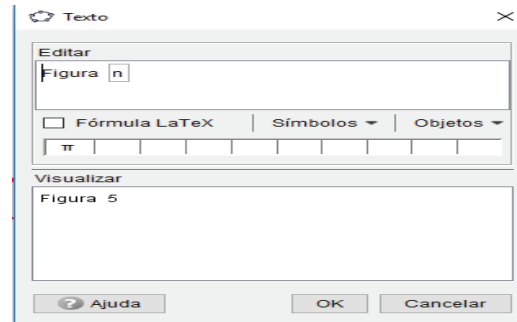 Texto
Editar
Figura n
Fórmula LaTeX Símbolos Objetos
π
Visualizar
Figura 5
Ajuda OK Cancelar